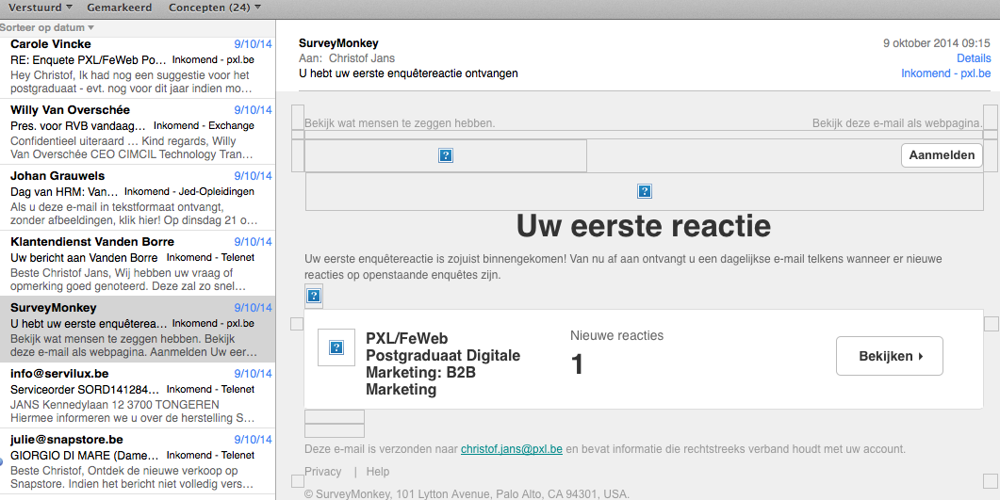 Verstuurd Gemarkeerd Concepten (24)
Sorteer op datum
Carole Vincke 9/10/14
RE: Enquete PXL/FeWeb Po… Inkomend - pxl.be
Hey Christof, Ik had nog een suggestie voor het
postgraduaat - evt. nog voor dit jaar indien mo…
Willy Van Overschée 9/10/14
Pres. voor RVB vandaag… Inkomend - Exchange
Confidentieel uiteraard … Kind regards, Willy
Van Overschée CEO CIMCIL Technology Tran…
Johan Grauwels 9/10/14
Dag van HRM: Van… Inkomend - Jed-Opleidingen
Als u deze e-mail in tekstformaat ontvangt,
zonder afbeeldingen, klik hier! Op dinsdag 21 o…
Klantendienst Vanden Borre 9/10/14
Uw bericht aan Vanden Borre Inkomend - Telenet
Beste Christof Jans, Wij hebben uw vraag of
opmerking goed genoteerd. Deze zal zo snel…
SurveyMonkey 9/10/14
U hebt uw eerste enquêterea… Inkomend - pxl.be
Bekijk wat mensen te zeggen hebben. Bekijk
deze e-mail als webpagina. Aanmelden Uw eer…
info@servilux.be 9/10/14
Serviceorder SORD141284… Inkomend - Telenet
JANS Kennedylaan 12 3700 TONGEREN
Hiermee informeren we u over de herstelling S…
julie@snapstore.be 9/10/14
GIORGIO DI MARE (Dame… Inkomend - Telenet
Beste Christof, Ontdek de nieuwe verkoop op
Snapstore. Indien het bericht niet volledig vers…
SurveyMonkey 9 oktober 2014 09:15
Aan: Christof Jans Details
U hebt uw eerste enquêtereactie ontvangen Inkomend - pxl.be
Bekijk wat mensen te zeggen hebben. Bekijk deze e-mail als webpagina.
Aanmelden
Uw eerste reactie
Uw eerste enquêtereactie is zojuist binnengekomen! Van nu af aan ontvangt u een dagelijkse e-mail telkens wanneer er nieuwe
reacties op openstaande enquêtes zijn.
PXL/FeWeb
Postgraduaat Digitale
Marketing: B2B
Marketing
Nieuwe reacties
1
Bekijken
Deze e-mail is verzonden naar christof.jans@pxl.be en bevat informatie die rechtstreeks verband houdt met uw account.
Privacy | Help
© SurveyMonkey, 101 Lytton Avenue, Palo Alto, CA 94301, USA.